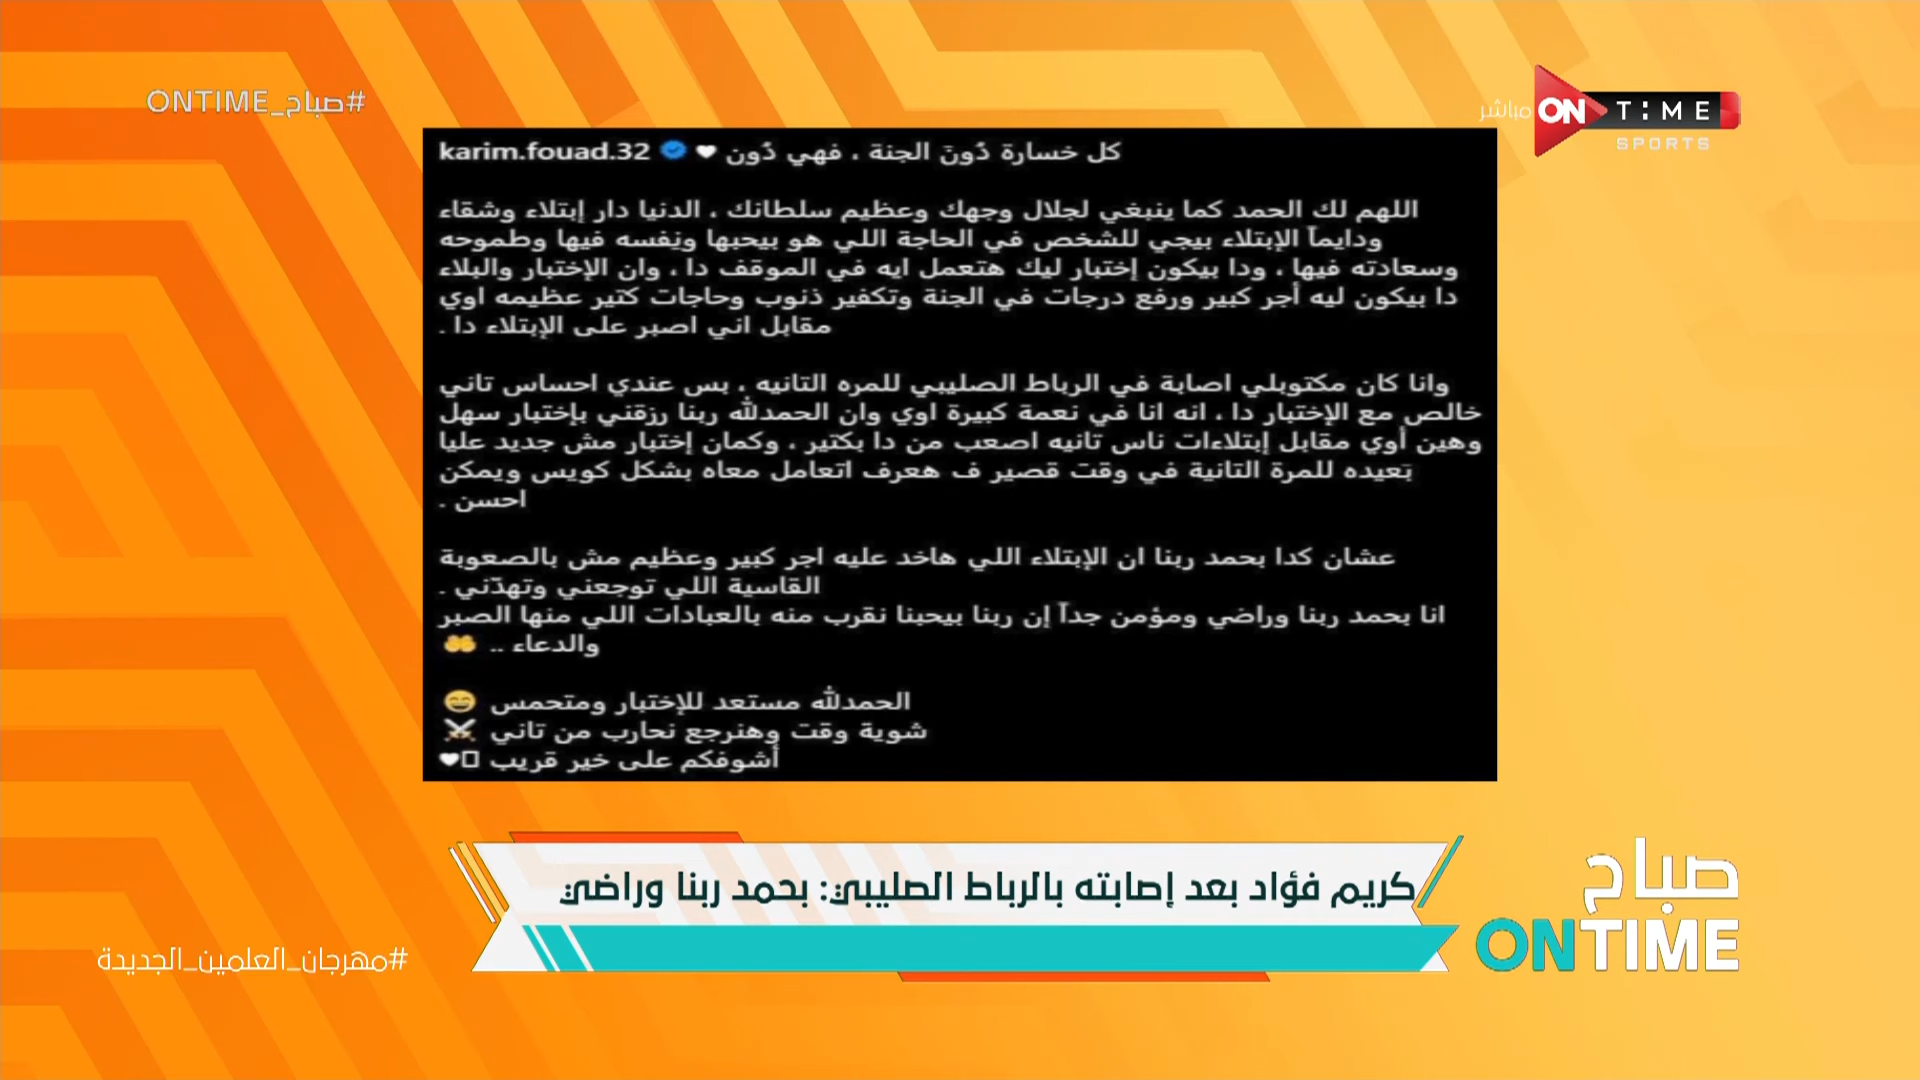 #صباح_ONTIME
مباشر
ON TIME
SPORTS
karim.fouad.32 كل خسارة دُونَ الجنة ، فهي دُون
اللهم لك الحمد كما ينبغي لجلال وجهك وعظيم سلطانك ، الدنيا دار إبتلاء وشقاء
ودايماً الإبتلاء بيجي للشخص في الحاجة اللي هو بيحبها ونِفسه فيها وطموحه
وسعادته فيها ، ودا بيكون إختبار ليك هتعمل ايه في الموقف دا ، وان الإختبار والبلاء
دا بيكون ليه أجر كبير ورفع درجات في الجنة وتكفير ذنوب وحاجات كتير عظيمه اوي
مقابل اني اصبر على الإبتلاء دا .
وانا كان مكتوبلي اصابة في الرباط الصليبي للمره التانيه ، بس عندي احساس تاني
خالص مع الإختبار دا ، انه انا في نعمة كبيرة اوي وان الحمدلله ربنا رزقني بإختبار سهل
وهين أوي مقابل إبتلاءات ناس تانيه اصعب من دا بكتير ، وكمان إختبار مش جديد عليا
بَعيده للمرة التانية في وقت قصير ف هعرف اتعامل معاه بشكل كويس ويمكن
احسن .
عشان كدا بحمد ربنا ان الإبتلاء اللي هاخد عليه اجر كبير وعظيم مش بالصعوبة
القاسية اللي توجعني وتهدّني .
انا بحمد ربنا وراضي ومؤمن جداً إن ربنا بيحبنا نقرب منه بالعبادات اللي منها الصبر
والدعاء .. 🤲
الحمدلله مستعد للإختبار ومتحمس 😄
شوية وقت وهنرجع نحارب من تاني ⚔
أشوفكم على خير قريب
كريم فؤاد بعد إصابته بالرباط الصليبي: بحمد ربنا وراضي
صباح
ONTIME
#مهرجان_العلمين_الجديدة